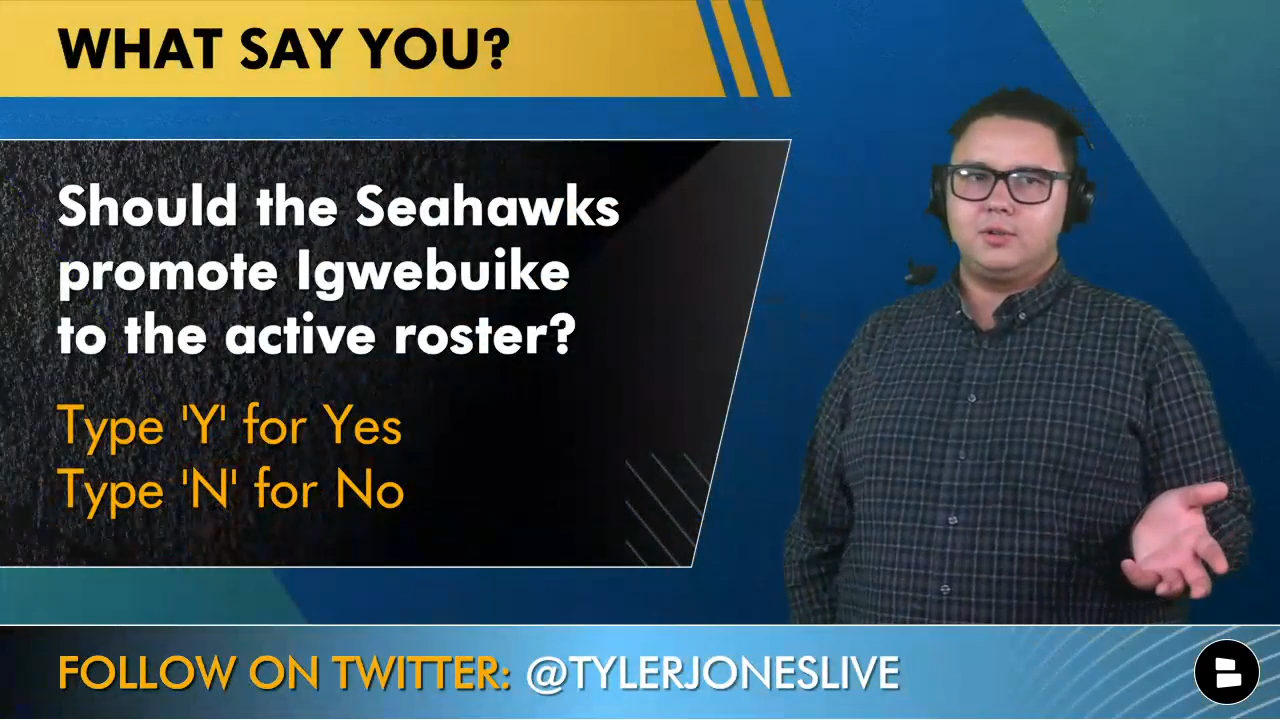 WHAT SAY YOU?
Should the Seahawks
promote Igwebuike
to the active roster?
Type 'Y' for Yes
Type 'N' for No
FOLLOW ON TWITTER: @TYLERJONESLIVE